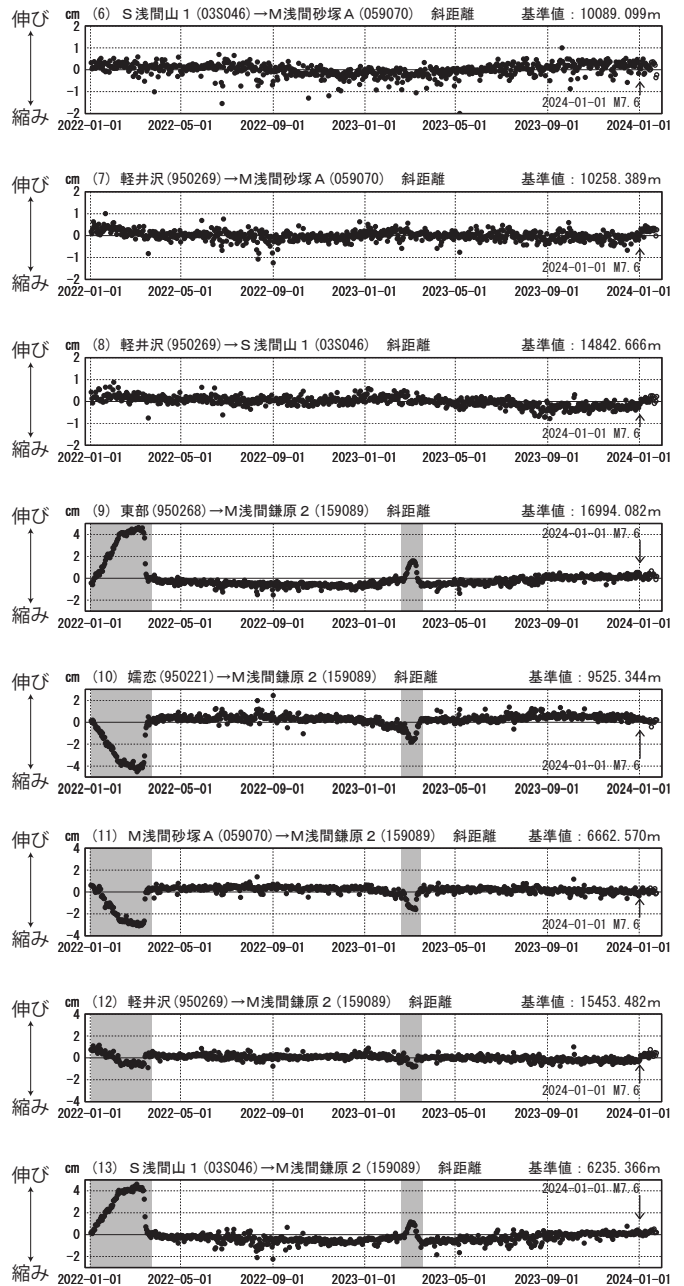 伸び cm (6) S浅間山1(03S046)→M浅間砂塚A(059070) 斜距離 基準値：10089.099m
2
1
0
-1
2024-01-01 M7.6
-2
縮み 2022-01-01 2022-05-01 2022-09-01 2023-01-01 2023-05-01 2023-09-01 2024-01-01
伸び cm (7) 軽井沢(950269)→M浅間砂塚A(059070) 斜距離 基準値：10258.389m
2
1
0
-1
2024-01-01 M7.6
-2
縮み 2022-01-01 2022-05-01 2022-09-01 2023-01-01 2023-05-01 2023-09-01 2024-01-01
伸び cm (8) 軽井沢(950269)→S浅間山1(03S046) 斜距離 基準値：14842.666m
2
1
0
-1
2024-01-01 M7.6
-2
縮み 2022-01-01 2022-05-01 2022-09-01 2023-01-01 2023-05-01 2023-09-01 2024-01-01
伸び cm (9) 東部(950268)→M浅間鎌原2(159089) 斜距離 基準値：16994.082m
2024-01-01 M7.6
4
2
0
-2
縮み 2022-01-01 2022-05-01 2022-09-01 2023-01-01 2023-05-01 2023-09-01 2024-01-01
伸び cm (10) 嬬恋(950221)→M浅間鎌原2(159089) 斜距離 基準値：9525.344m
2
0
-2
-4
2024-01-01 M7.6
縮み 2022-01-01 2022-05-01 2022-09-01 2023-01-01 2023-05-01 2023-09-01 2024-01-01
伸び cm (11) M浅間砂塚A(059070)→M浅間鎌原2(159089) 斜距離 基準値：6662.570m
4
2
0
-2
2024-01-01 M7.6
-4
縮み 2022-01-01 2022-05-01 2022-09-01 2023-01-01 2023-05-01 2023-09-01 2024-01-01
伸び cm (12) 軽井沢(950269)→M浅間鎌原2(159089) 斜距離 基準値：15453.482m
4
2
0
-2
2024-01-01 M7.6
-4
縮み 2022-01-01 2022-05-01 2022-09-01 2023-01-01 2023-05-01 2023-09-01 2024-01-01
伸び cm (13) S浅間山1(03S046)→M浅間鎌原2(159089) 斜距離 基準値：6235.366m
2024-01-01 M7.6
4
2
0
-2
縮み 2022-01-01 2022-05-01 2022-09-01 2023-01-01 2023-05-01 2023-09-01 2024-01-01